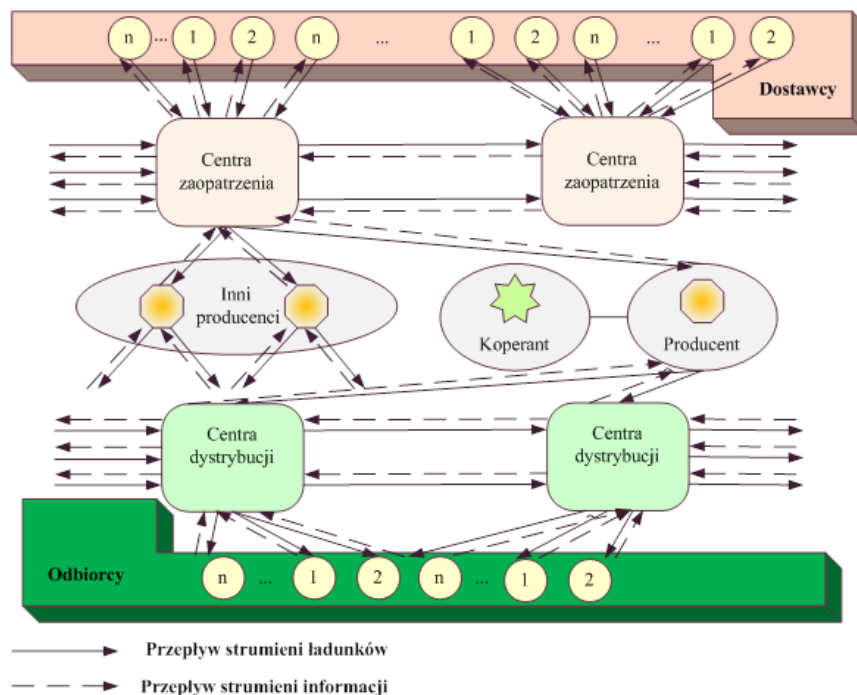 n ... 1 2 n ... 1 2 n ... 1 2
Dostawcy
Centra
zaopatrzenia
Centra
zaopatrzenia
Inni
producenci
Koperant
Producent
Centra
dystrybucji
Centra
dystrybucji
Odbiorcy
n ... 1 2 n ... 1 2
Przepływ strumieni ładunków
Przepływ strumieni informacji